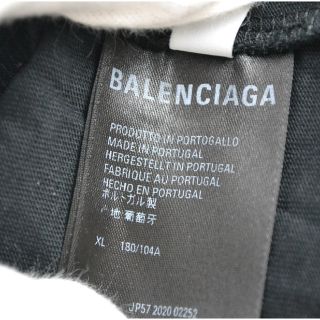 BALENCIAGA
PRODOTTO IN PORTOGALLO
MADE IN PORTUGAL
HERGESTELLT IN PORTUGAL
FABRIQUÉ AU PORTUGAL
HECHO EN PORTUGAL
ポルトガル製
产地 葡萄牙
XL 180/104A
JP57 2020 02252